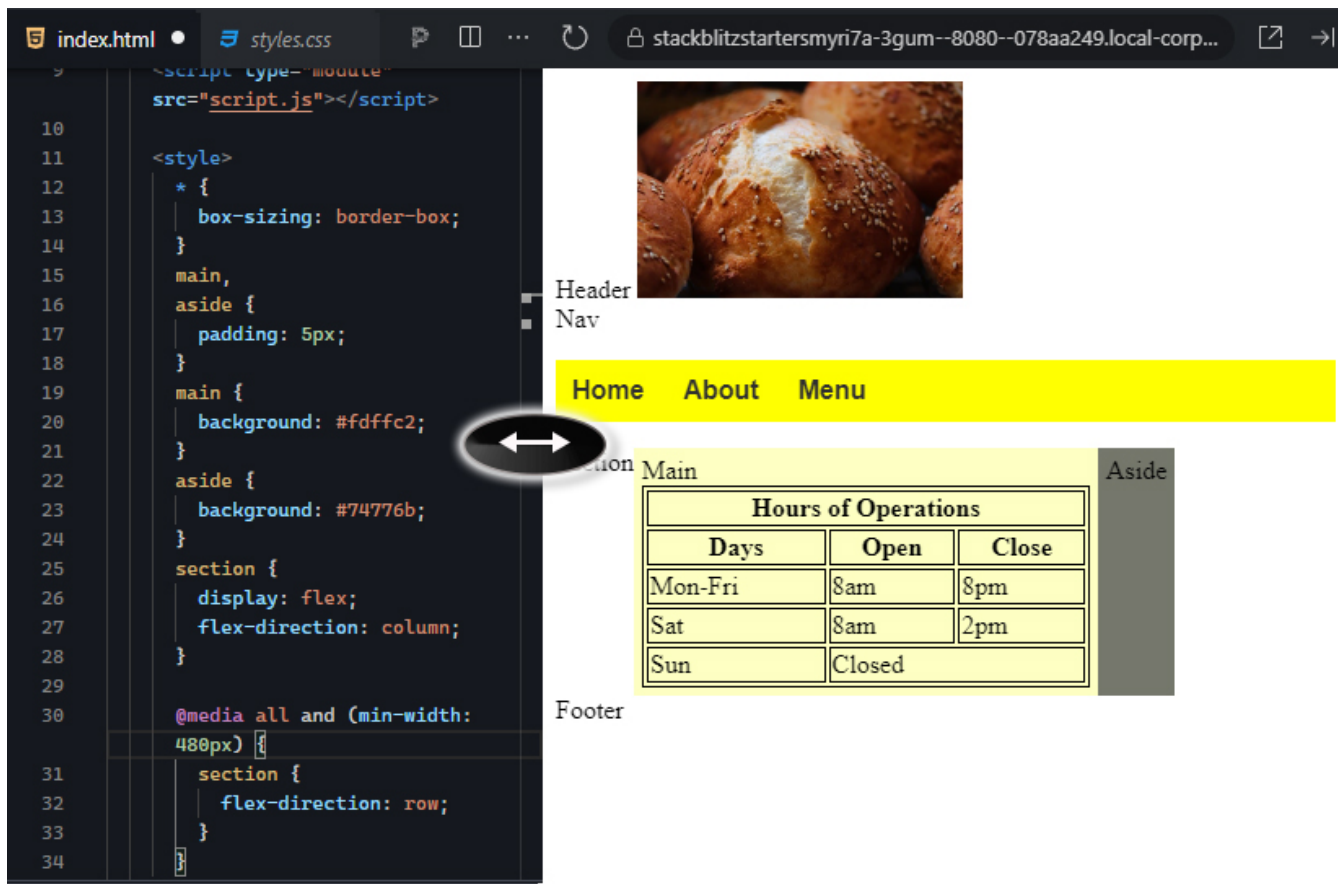 index.html
styles.css
stackblitzstartersmyri7a-3gum--8080--078aa249.local-corp...
9 <script type="module"
src="script.js"></script>
10
11 <style>
12 * {
13 box-sizing: border-box;
14 }
15 main,
16 aside {
17 padding: 5px;
18 }
19 main {
20 background: #fdffc2;
21 }
22 aside {
23 background: #74776b;
24 }
25 section {
26 display: flex;
27 flex-direction: column;
28 }
29
30 @media all and (min-width:
480px) {
31 section {
32 flex-direction: row;
33 }
34 }
Header
Nav
Home About Menu
Main
Aside
Hours of Operations
Days Open Close
Mon-Fri 8am 8pm
Sat 8am 2pm
Sun Closed
Footer